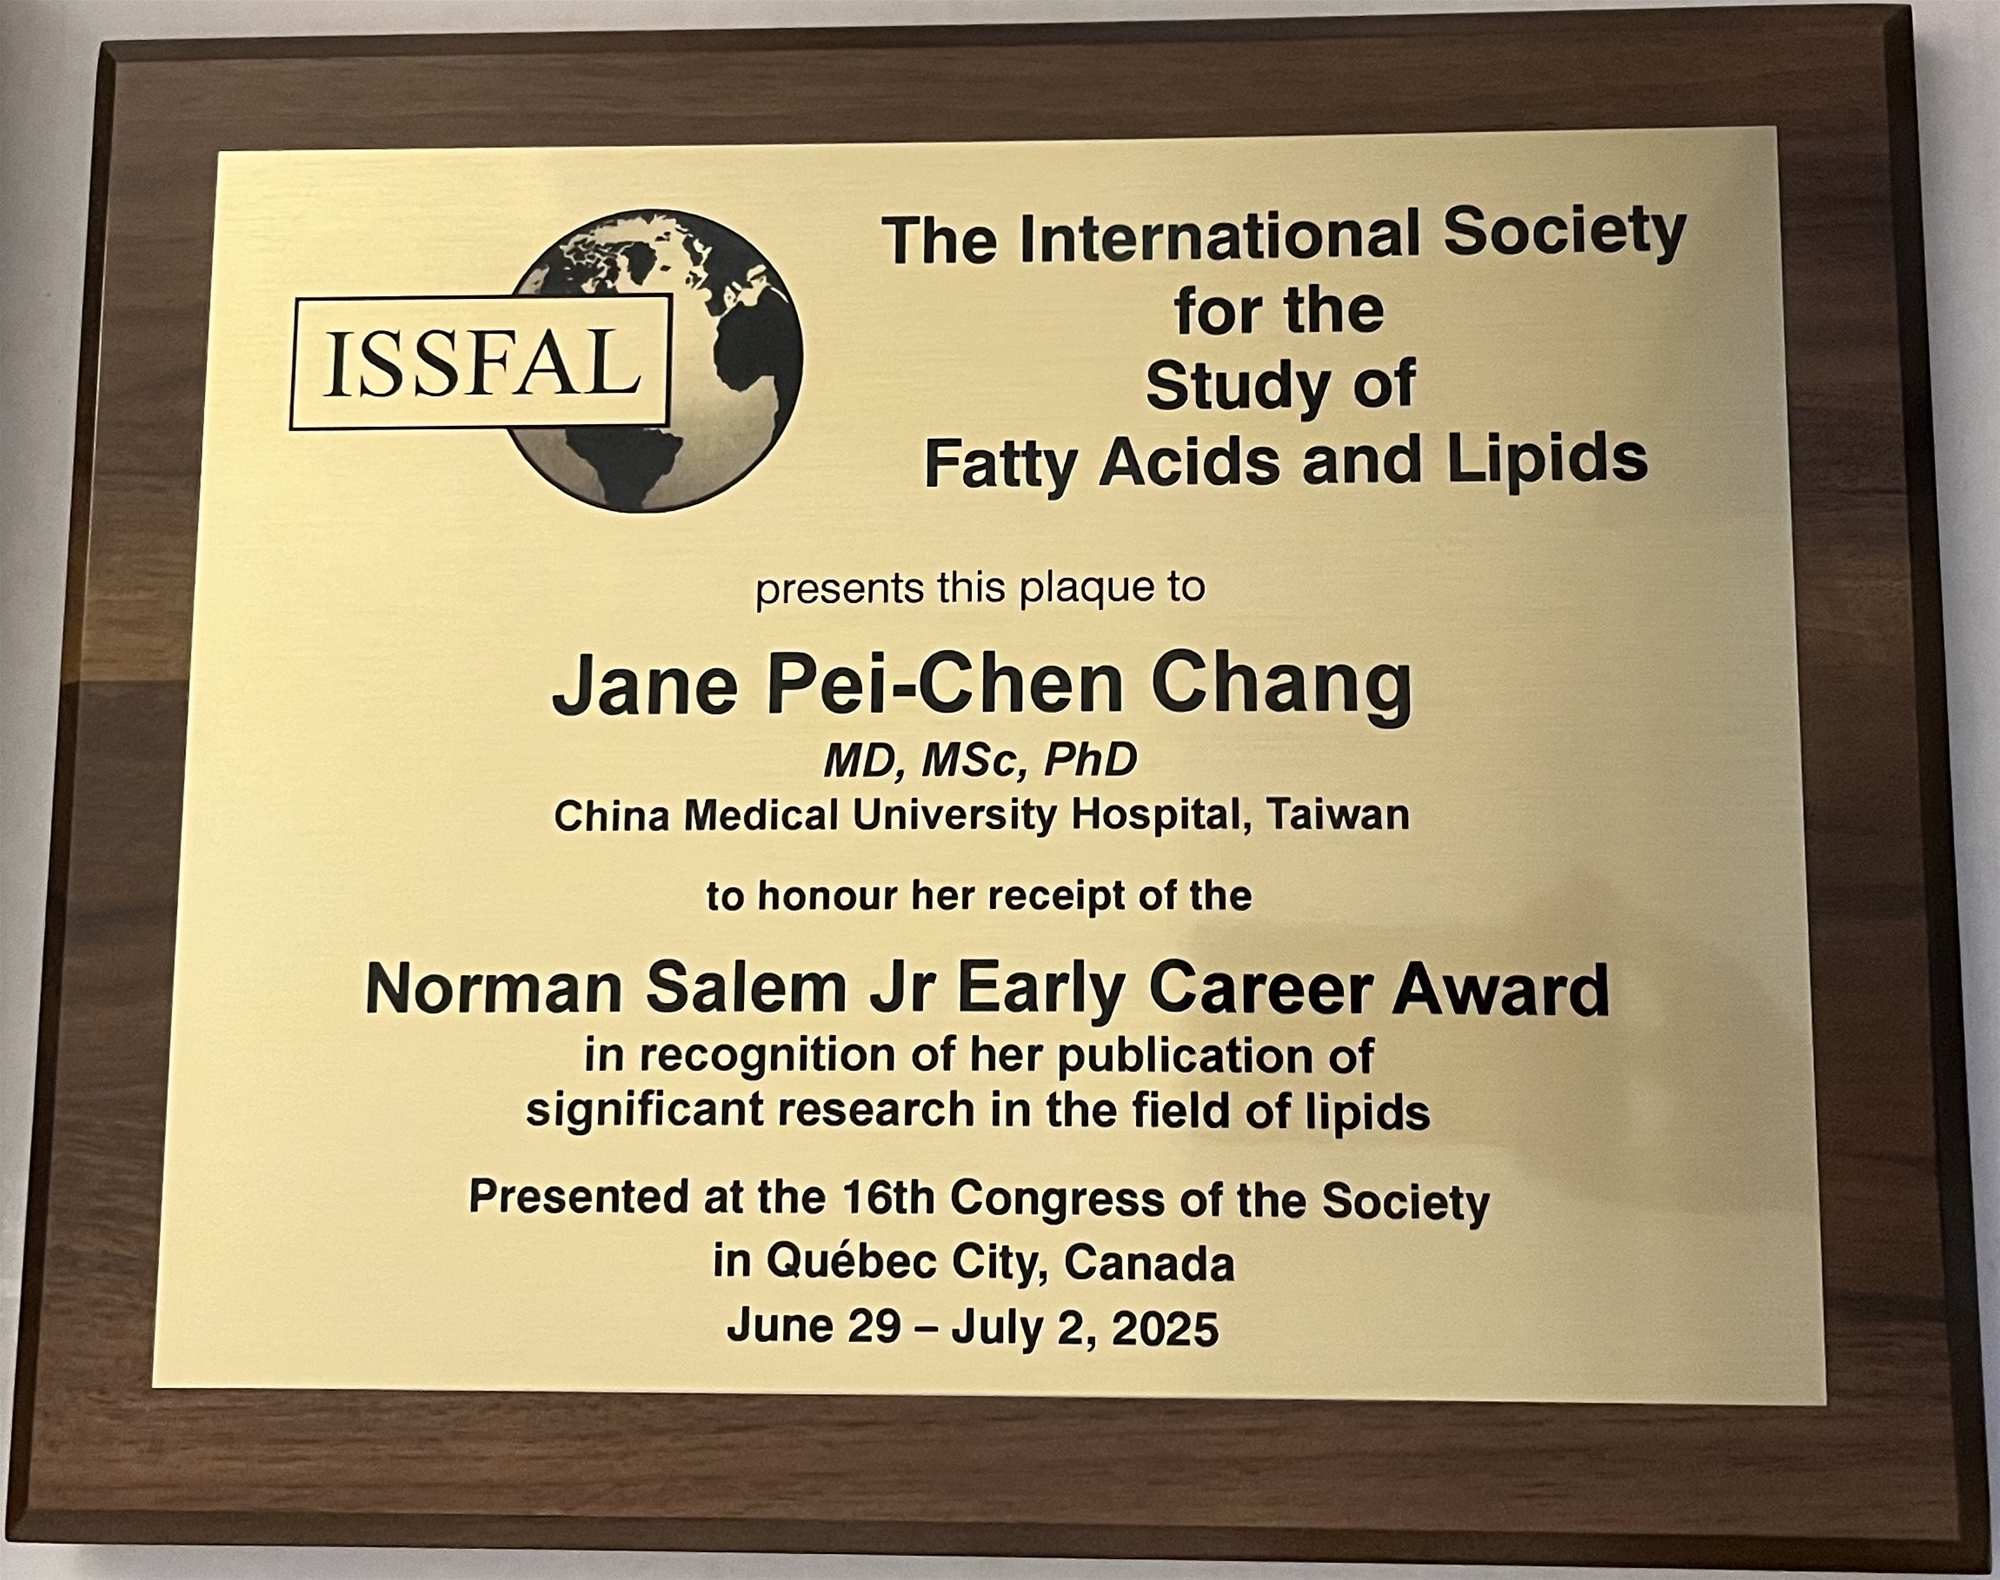 ISSFAL
The International Society
for the
Study of
Fatty Acids and Lipids
presents this plaque to
Jane Pei-Chen Chang
MD, MSc, PhD
China Medical University Hospital, Taiwan
to honour her receipt of the
Norman Salem Jr Early Career Award
in recognition of her publication of
significant research in the field of lipids
Presented at the 16th Congress of the Society
in Québec City, Canada
June 29 – July 2, 2025